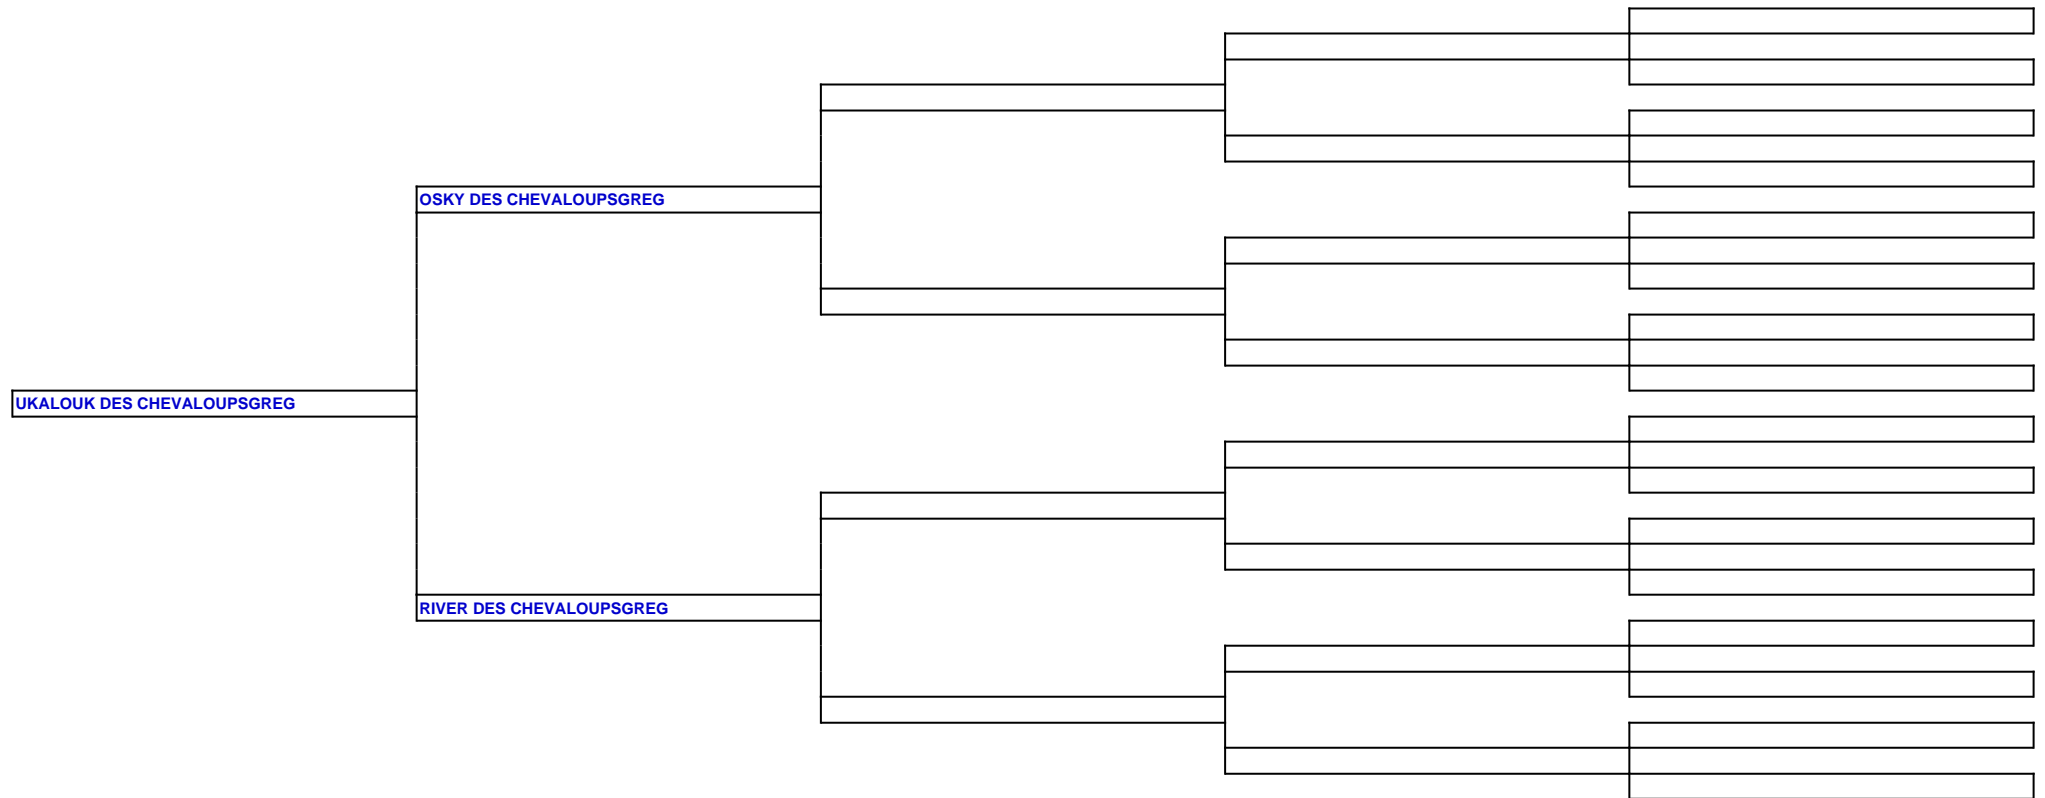 OSKY DES CHEVALOUPSGREG
UKALOUK DES CHEVALOUPSGREG
RIVER DES CHEVALOUPSGREG